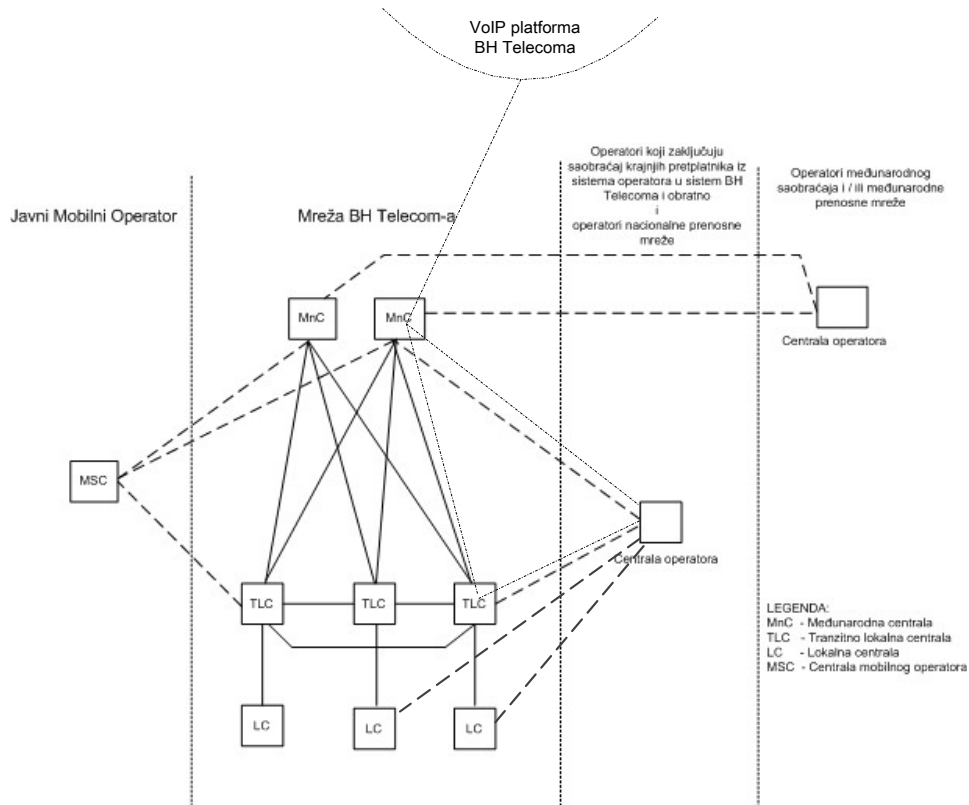 VoIP platforma
BH Telecoma
Operatori koji zaključuju
saobraćaj krajnjih pretplatnika iz
sistema operatora u sistem BH
Telecoma i obratno
i
operatori nacionalne prenosne
mreže
Operatori međunarodnog
saobraćaja i / ili međunarodne
prenosne mreže
Javni Mobilni Operator
Mreža BH Telecom-a
MnC
MnC
Centrala operatora
MSC
Centrala operatora
TLC
TLC
TLC
LEGENDA:
MnC - Međunarodna centrala
TLC - Tranzitno lokalna centrala
LC - Lokalna centrala
MSC - Centrala mobilnog operatora
LC
LC
LC